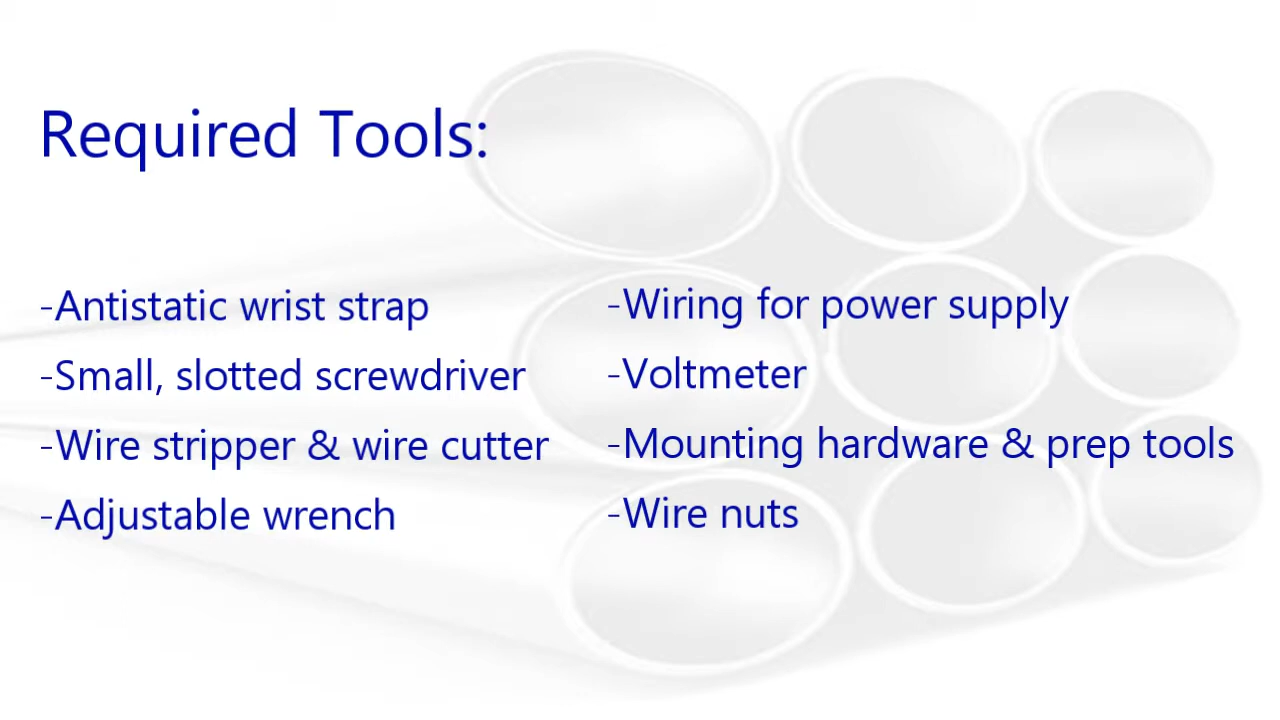 Required Tools:
-Antistatic wrist strap
-Small, slotted screwdriver
-Wire stripper & wire cutter
-Adjustable wrench
-Wiring for power supply
-Voltmeter
-Mounting hardware & prep tools
-Wire nuts